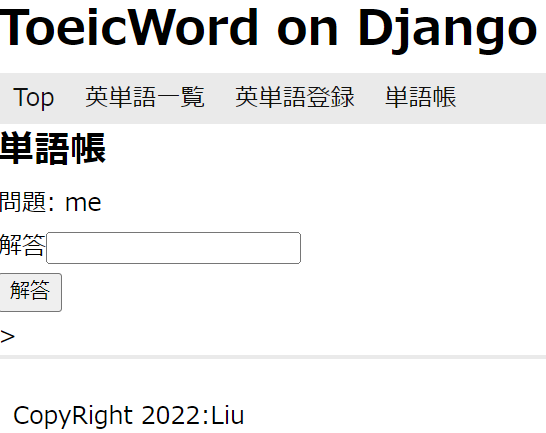 ToeicWord on Django
Top 英単語一覧 英単語登録 単語帳
単語帳
問題: me
解答
解答
>
CopyRight 2022:Liu